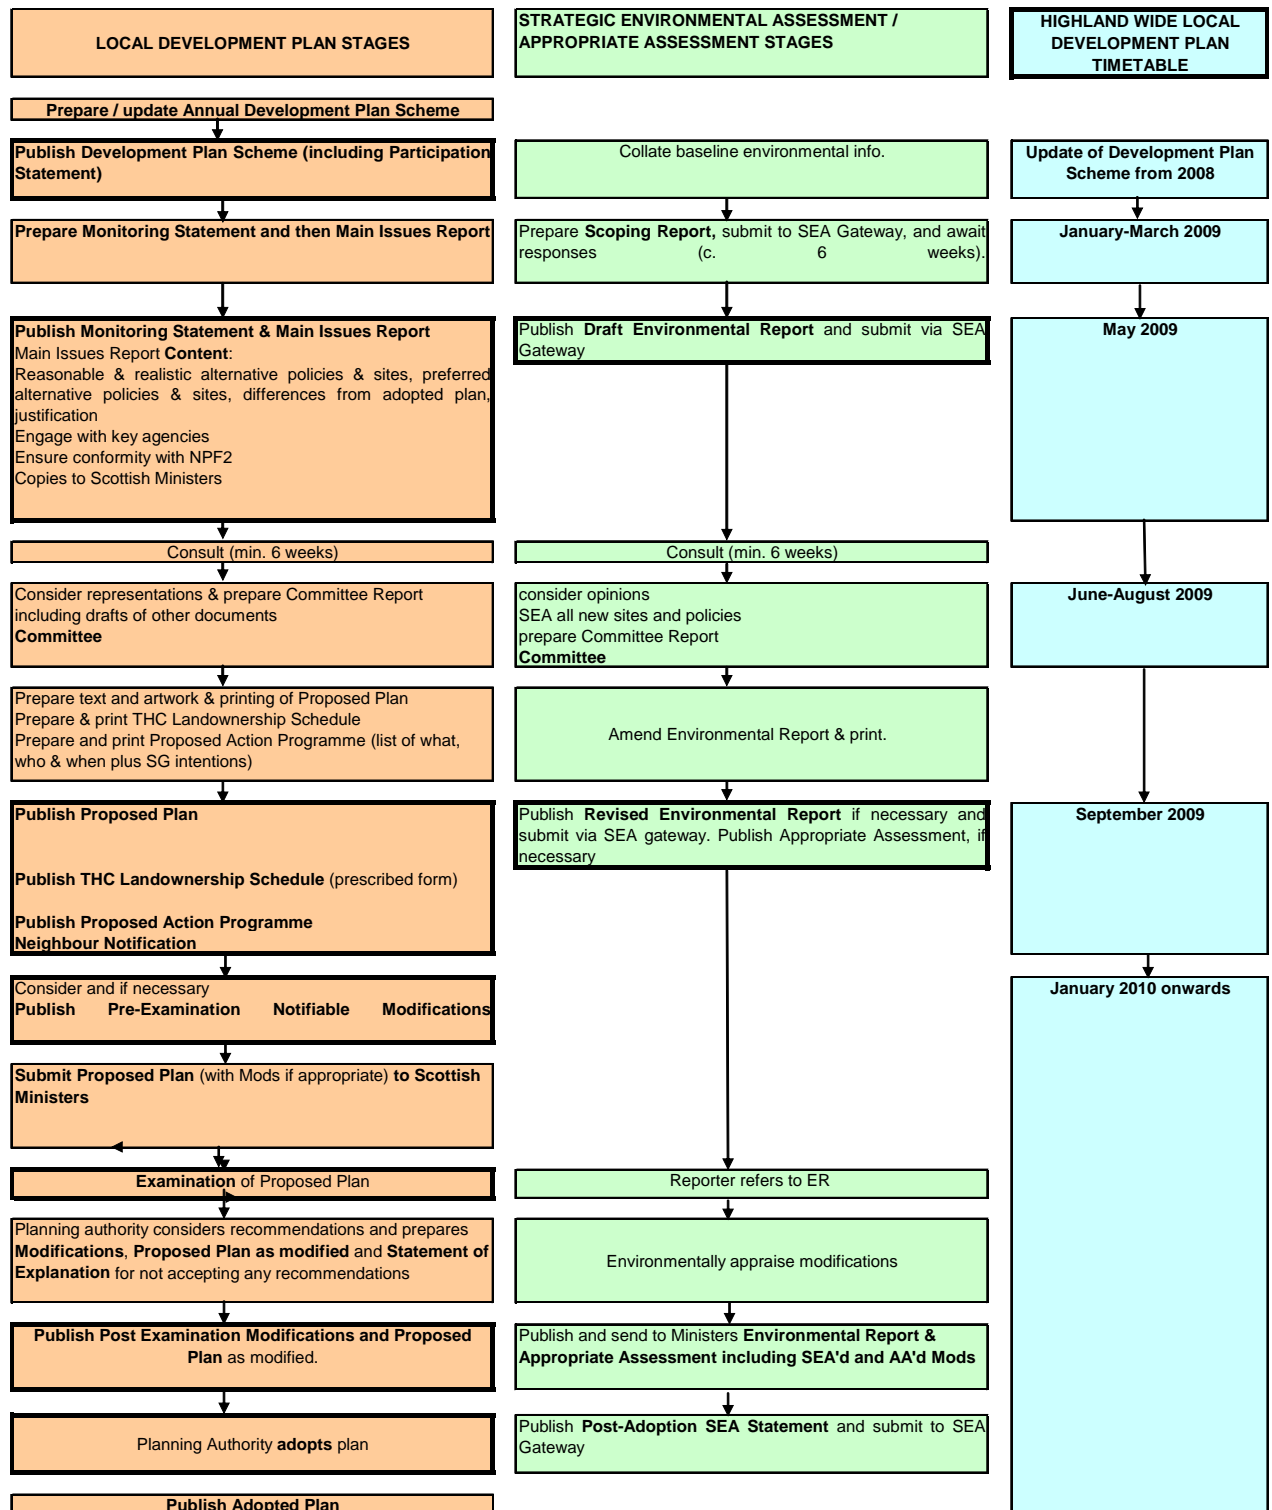 LOCAL DEVELOPMENT PLAN STAGES
STRATEGIC ENVIRONMENTAL ASSESSMENT /
APPROPRIATE ASSESSMENT STAGES
HIGHLAND WIDE LOCAL
DEVELOPMENT PLAN
TIMETABLE
Prepare / update Annual Development Plan Scheme
Publish Development Plan Scheme (including Participation
Statement)
Collate baseline environmental info.
Update of Development Plan
Scheme from 2008
Prepare Monitoring Statement and then Main Issues Report
Prepare Scoping Report, submit to SEA Gateway, and await
responses (c. 6 weeks).
January-March 2009
Publish Monitoring Statement & Main Issues Report
Main Issues Report Content:
Reasonable & realistic alternative policies & sites, preferred
alternative policies & sites, differences from adopted plan,
justification
Engage with key agencies
Ensure conformity with NPF2
Copies to Scottish Ministers
Publish Draft Environmental Report and submit via SEA
Gateway
May 2009
Consult (min. 6 weeks)
Consult (min. 6 weeks)
Consider representations & prepare Committee Report
including drafts of other documents
Committee
consider opinions
SEA all new sites and policies
prepare Committee Report
Committee
June-August 2009
Prepare text and artwork & printing of Proposed Plan
Prepare & print THC Landownership Schedule
Prepare and print Proposed Action Programme (list of what,
who & when plus SG intentions)
Amend Environmental Report & print.
Publish Proposed Plan
Publish THC Landownership Schedule (prescribed form)
Publish Proposed Action Programme
Neighbour Notification
Publish Revised Environmental Report if necessary and
submit via SEA gateway. Publish Appropriate Assessment, if
necessary
September 2009
Consider and if necessary
Publish Pre-Examination Notifiable Modifications
January 2010 onwards
Submit Proposed Plan (with Mods if appropriate) to Scottish
Ministers
Examination of Proposed Plan
Reporter refers to ER
Planning authority considers recommendations and prepares
Modifications, Proposed Plan as modified and Statement of
Explanation for not accepting any recommendations
Environmentally appraise modifications
Publish Post Examination Modifications and Proposed
Plan as modified.
Publish and send to Ministers Environmental Report &
Appropriate Assessment including SEA'd and AA'd Mods
Planning Authority adopts plan
Publish Post-Adoption SEA Statement and submit to SEA
Gateway
Publish Adopted Plan